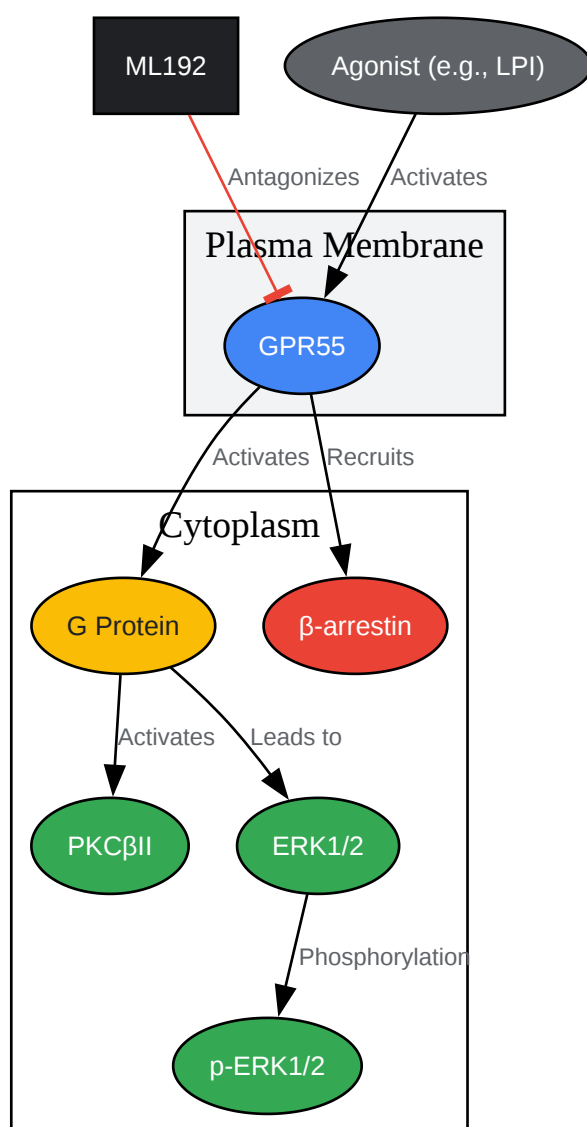 ML192
Agonist (e.g., LPI)
Antagonizes
Activates
Plasma Membrane
GPR55
Activates
Recruits
Cytoplasm
G Protein
β-arrestin
Activates
Leads to
PKCβII
ERK1/2
Phosphorylation
p-ERK1/2